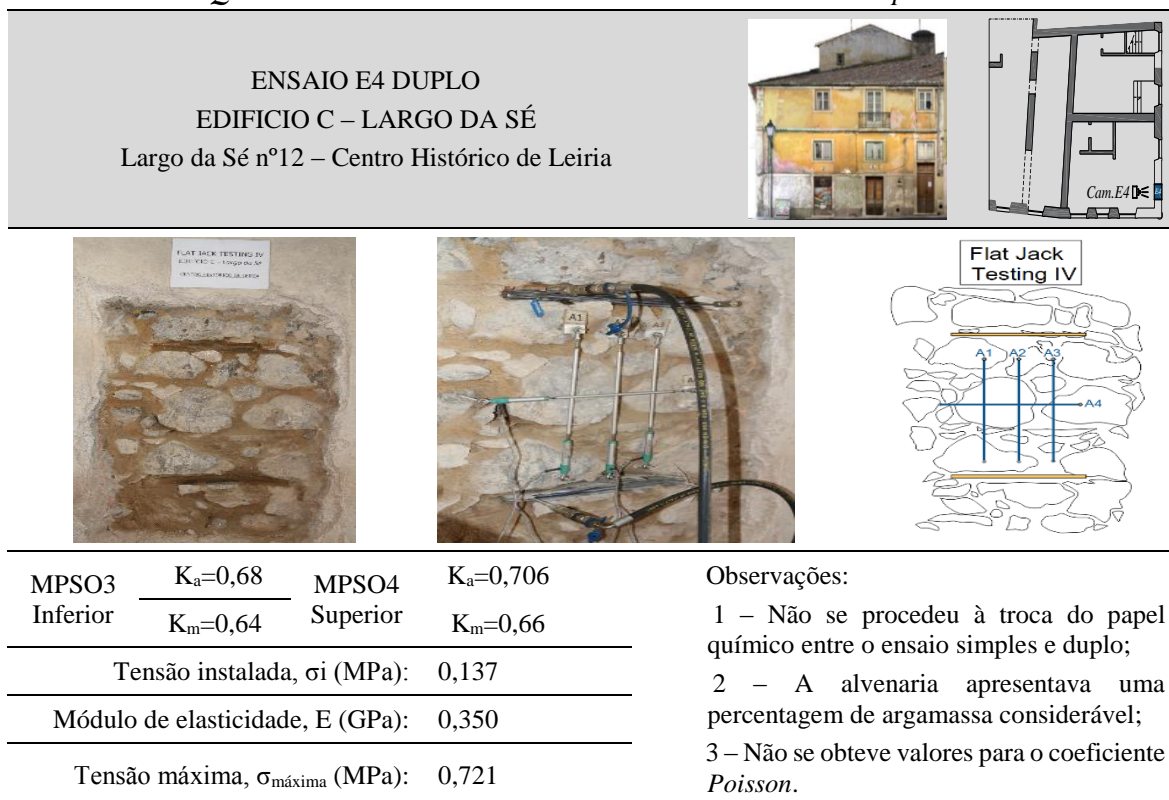 ENSAIO E4 DUPLO
EDIFICIO C – LARGO DA SÉ
Largo da Sé nº12 – Centro Histórico de Leiria
Cam.E4
FLAT JACK TESTING IV
Flat Jack
Testing IV
A1
A1 A2 A3
A4
MPSO3 Inferior
Ka=0,68
Km=0,64
MPSO4 Superior
Ka=0,706
Km=0,66
Tensão instalada, σi (MPa): 0,137
Módulo de elasticidade, E (GPa): 0,350
Tensão máxima, σmáxima (MPa): 0,721
Observações:
1 – Não se procedeu à troca do papel
químico entre o ensaio simples e duplo;
2 – A alvenaria apresentava uma
percentagem de argamassa considerável;
3 – Não se obteve valores para o coeficiente
Poisson.